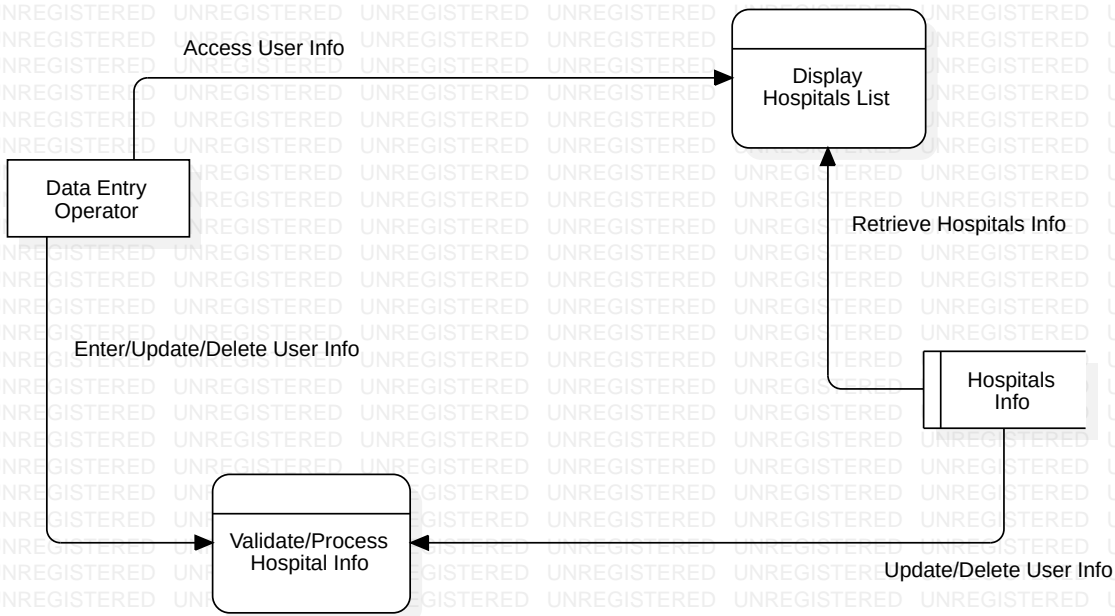 Access User Info
Display
Hospitals List
Data Entry
Operator
Retrieve Hospitals Info
Enter/Update/Delete User Info
Hospitals
Info
Validate/Process
Hospital Info
Update/Delete User Info
UNREGISTERED